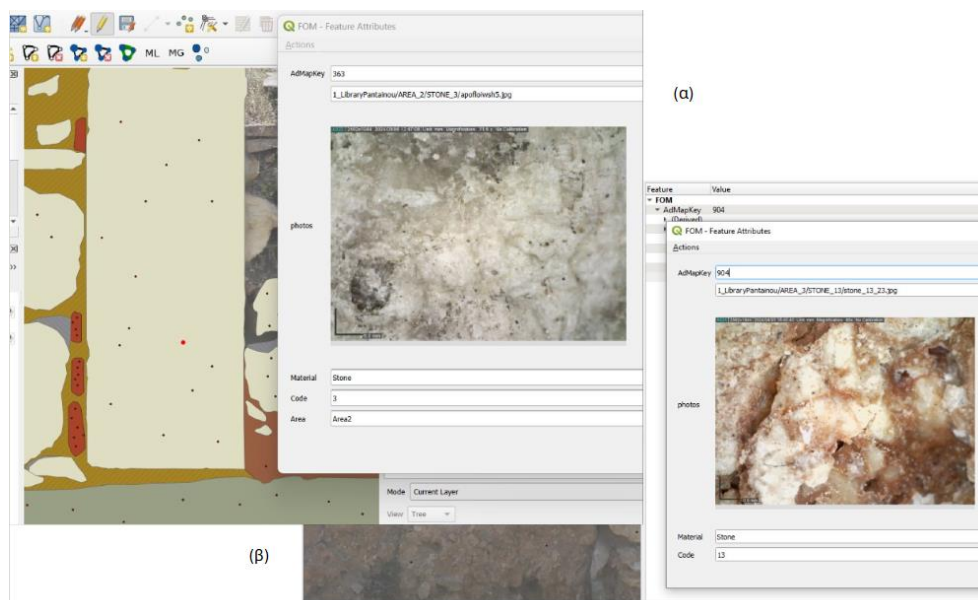 FOM - Feature Attributes
Actions
ML MG
AdMapKey 363
1_LibraryPantainou/AREA_2/STONE_3/apofloiwsh5.jpg
(α)
photos
Material Stone
Code 3
Area Area2
Mode Current Layer
View Tree
(β)
Feature Value
FOM
AdMapKey 904
(Derived)
FOM - Feature Attributes
Actions
AdMapKey 904
1_LibraryPantainou/AREA_3/STONE_13/stone_13_23.jpg
photos
Material Stone
Code 13